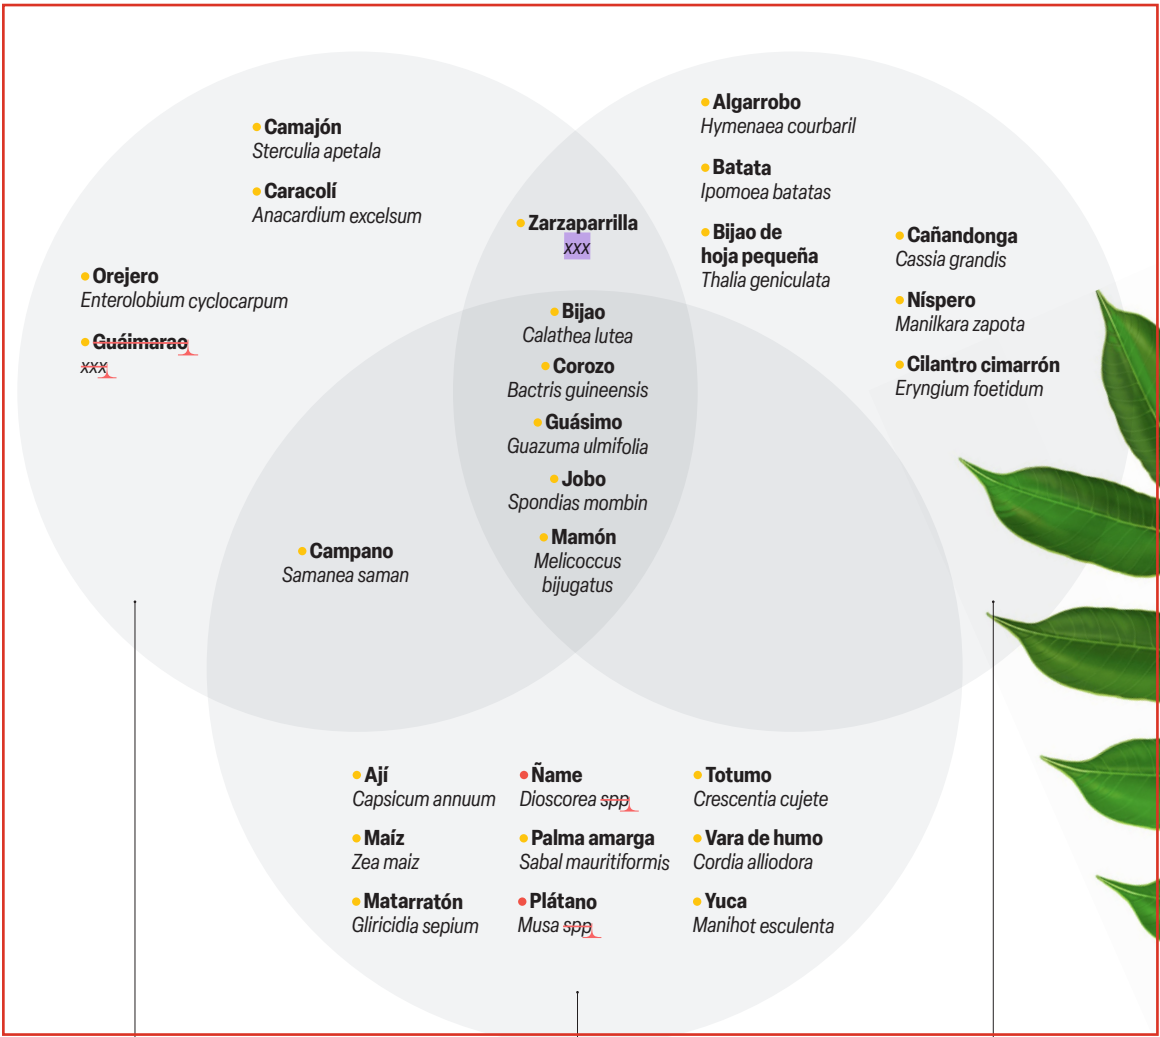 Camajón
Sterculia apetala
Caracolí
Anacardium excelsum
Orejero
Enterolobium cyclocarpum
Guáimarao
xxx
Zarzaparrilla
xxx
Bijao
Calathea lutea
Corozo
Bactris guineensis
Guásimo
Guazuma ulmifolia
Jobo
Spondias mombin
Mamón
Melicoccus
bijugatus
Algarrobo
Hymenaea courbaril
Batata
Ipomoea batatas
Bijao de
hoja pequeña
Thalia geniculata
Cañandonga
Cassia grandis
Níspero
Manilkara zapota
Cilantro cimarrón
Eryngium foetidum
Campano
Samanea saman
Ají
Capsicum annuum
Maíz
Zea maiz
Matarratón
Gliricidia sepium
Ñame
Dioscorea spp
Palma amarga
Sabal mauritiformis
Plátano
Musa spp
Totumo
Crescentia cujete
Vara de humo
Cordia alliodora
Yuca
Manihot esculenta